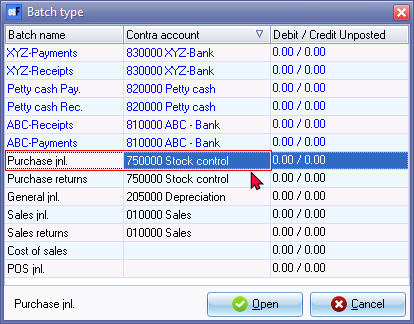 Batch type
Batch name Contra account Debit / Credit Unposted
XYZ-Payments 830000 XYZ-Bank 0.00 / 0.00
XYZ-Receipts 830000 XYZ-Bank 0.00 / 0.00
Petty cash Pay. 820000 Petty cash 0.00 / 0.00
Petty cash Rec. 820000 Petty cash 0.00 / 0.00
ABC-Receipts 810000 ABC - Bank 0.00 / 0.00
ABC-Payments 810000 ABC - Bank 0.00 / 0.00
Purchase jnl. 750000 Stock control 0.00 / 0.00
Purchase returns 750000 Stock control 0.00 / 0.00
General jnl. 205000 Depreciation 0.00 / 0.00
Sales jnl. 010000 Sales 0.00 / 0.00
Sales returns 010000 Sales 0.00 / 0.00
Cost of sales 0.00 / 0.00
POS jnl. 0.00 / 0.00
Purchase jnl. Open Cancel